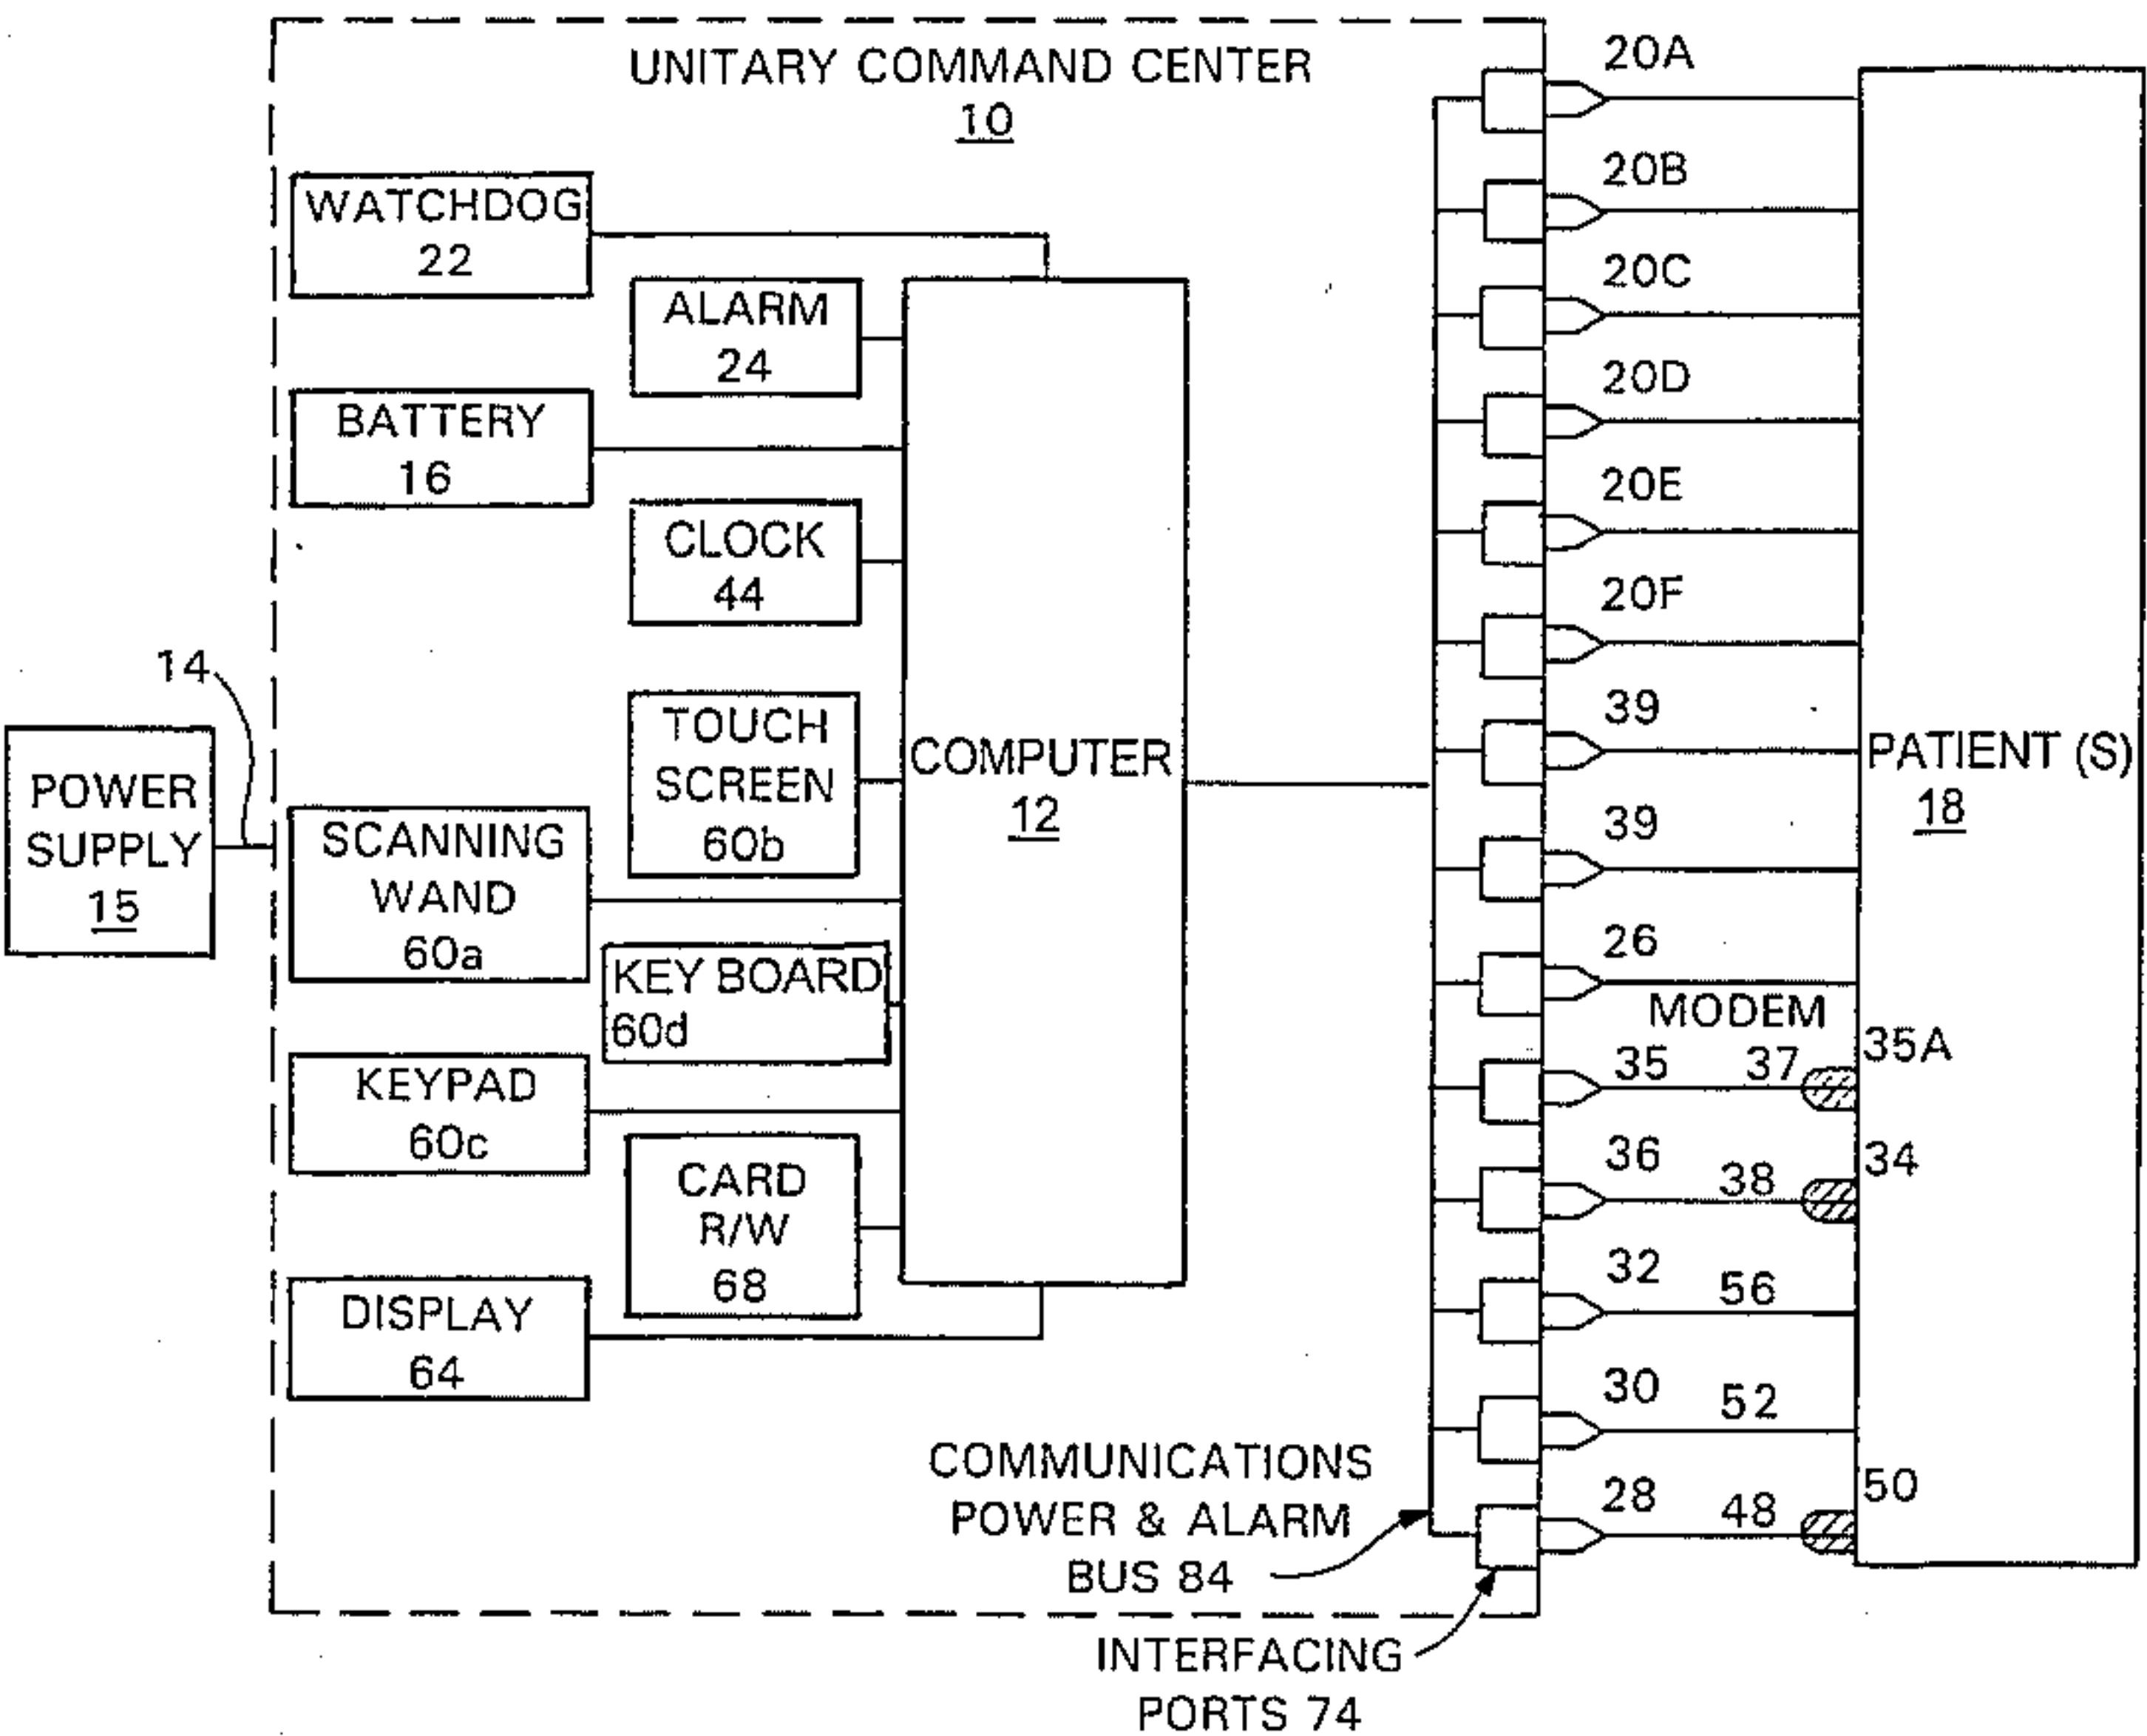 UNITARY COMMAND CENTER
10
WATCHDOG
22
ALARM
24
BATTERY
16
CLOCK
44
14
POWER
SUPPLY
15
TOUCH
SCREEN
60b
SCANNING
WAND
60a
KEY BOARD
60d
KEYPAD
60c
CARD
R/W
68
DISPLAY
64
COMPUTER
12
COMMUNICATIONS
POWER & ALARM
BUS 84
INTERFACING
PORTS 74
20A
20B
20C
20D
20E
20F
39
39
26
MODEM
35 37 35A
36 38 34
32 56
30 52
28 48 50
PATIENT (S)
18